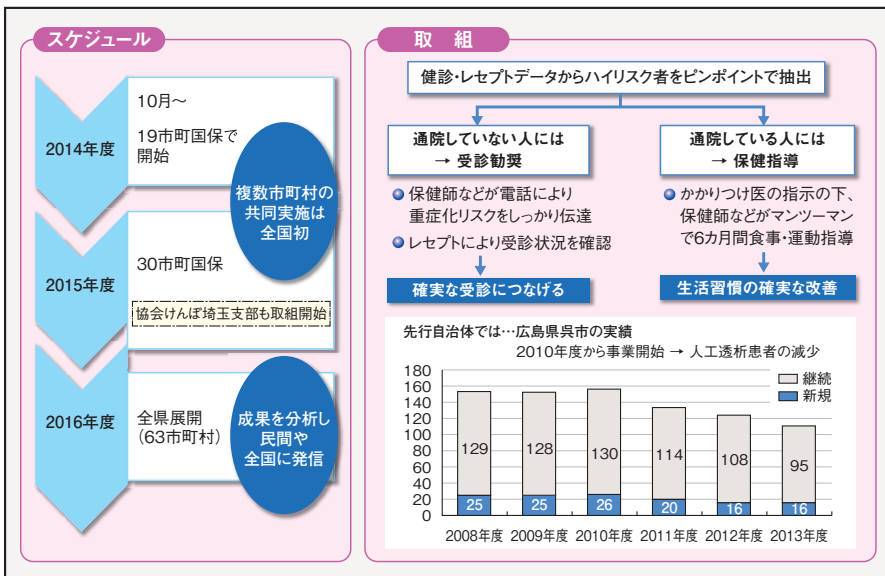 スケジュール
2014年度
10月〜
19市町国保で
開始
複数市町村の
共同実施は
全国初
2015年度
30市町国保
協会けんぽ埼玉支部も取組開始
2016年度
全県展開
(63市町村)
成果を分析し
民間や
全国に発信
取 組
健診・レセプトデータからハイリスク者をピンポイントで抽出
通院していない人には
→ 受診勧奨
保健師などが電話により
重症化リスクをしっかり伝達
レセプトにより受診状況を確認
確実な受診につなげる
通院している人には
→ 保健指導
かかりつけ医の指示の下、
保健師などがマンツーマン
で6カ月間食事・運動指導
生活習慣の確実な改善
先行自治体では…広島県呉市の実績
2010年度から事業開始 → 人工透析患者の減少
継続
新規
180
160
140
120
100
80
60
40
20
0
129 128 130 114 108 95
25 25 26 20 16 16
2008年度 2009年度 2010年度 2011年度 2012年度 2013年度